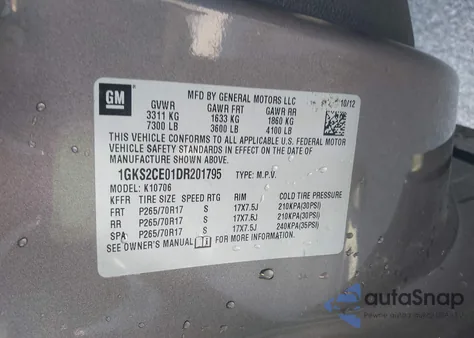 GM
MFD BY GENERAL MOTORS LLC
10/12
GVWR GAWR FRT GAWR RR
3311 KG 1633 KG 1860 KG
7300 LB 3600 LB 4100 LB
THIS VEHICLE CONFORMS TO ALL APPLICABLE U.S. FEDERAL MOTOR
VEHICLE SAFETY STANDARDS IN EFFECT ON THE DATE OF
MANUFACTURE SHOWN ABOVE.
1GKS2CE01DR201795 TYPE: M.P.V.
MODEL: K10706
KFFR TIRE SIZE SPEED RTG RIM COLD TIRE PRESSURE
FRT P265/70R17 S 17X7.5J 210KPA(30PSI)
RR P265/70R17 S 17X7.5J 210KPA(30PSI)
SPA P265/70R17 S 17X7.5J 240KPA(35PSI)
SEE OWNER'S MANUAL FOR MORE INFORMATION.
autoSnap